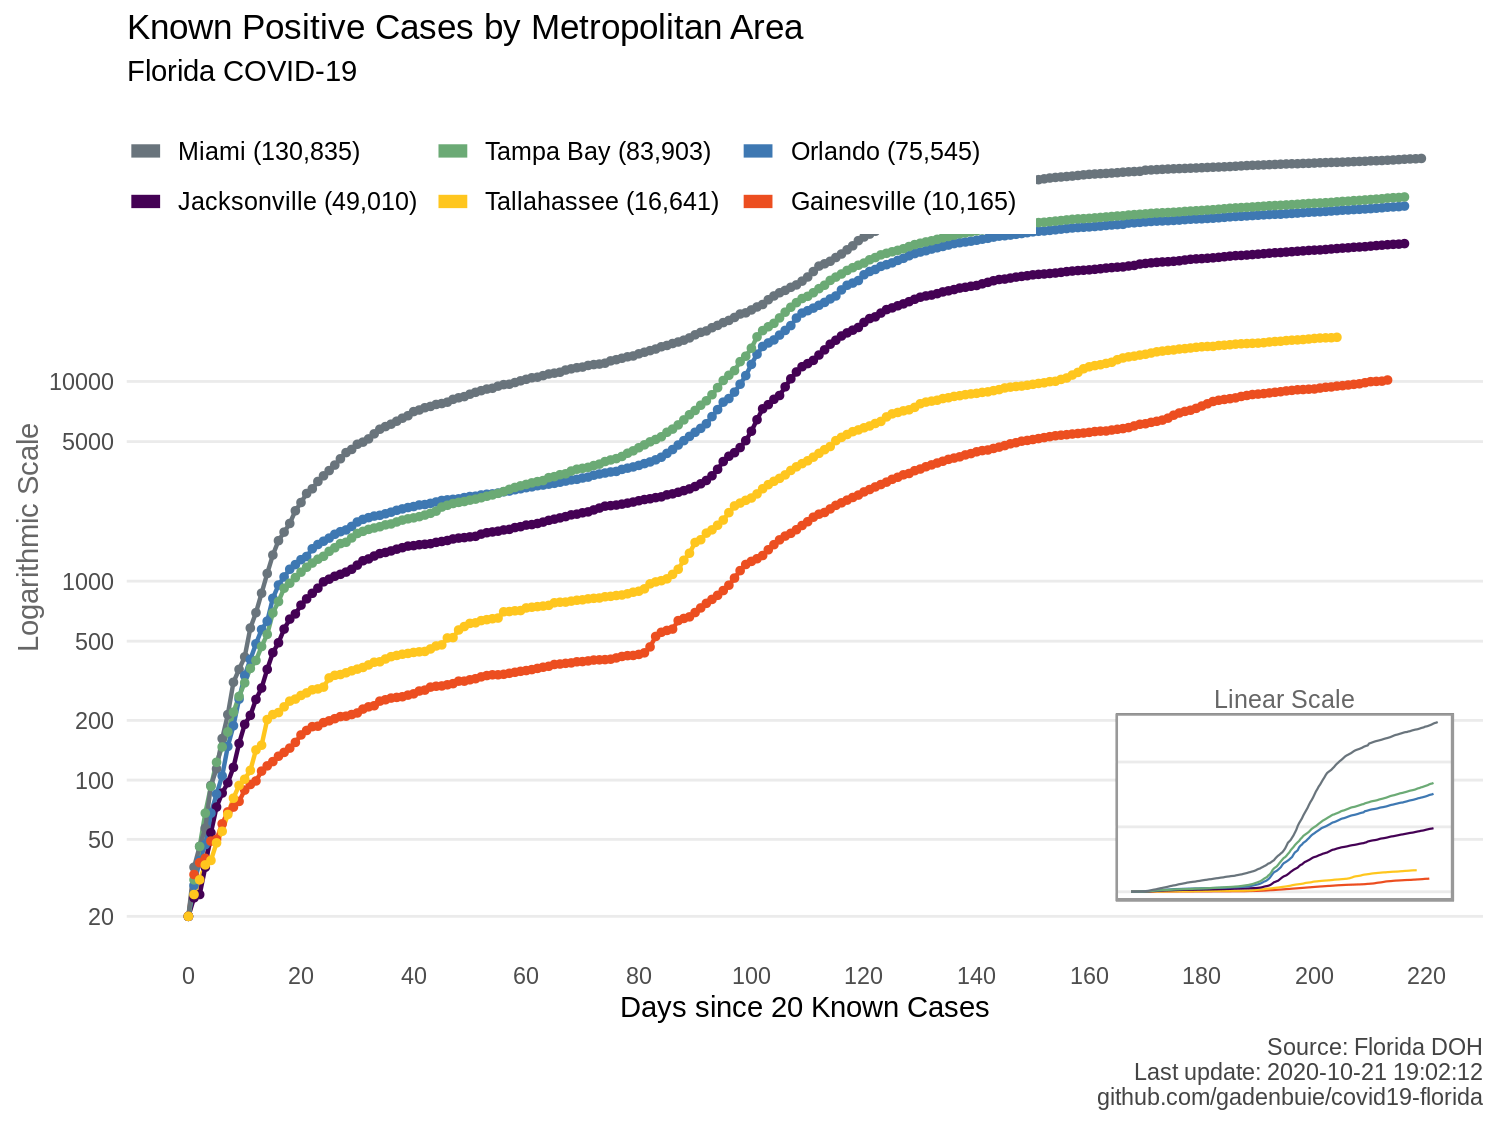 Known Positive Cases by Metropolitan Area
Florida COVID-19
Miami (130,835) Tampa Bay (83,903) Orlando (75,545)
Jacksonville (49,010) Tallahassee (16,641) Gainesville (10,165)
Logarithmic Scale
10000
5000
1000
500
200
100
50
20
Linear Scale
0 20 40 60 80 100 120 140 160 180 200 220
Days since 20 Known Cases
Source: Florida DOH
Last update: 2020-10-21 19:02:12
github.com/gadenbuie/covid19-florida